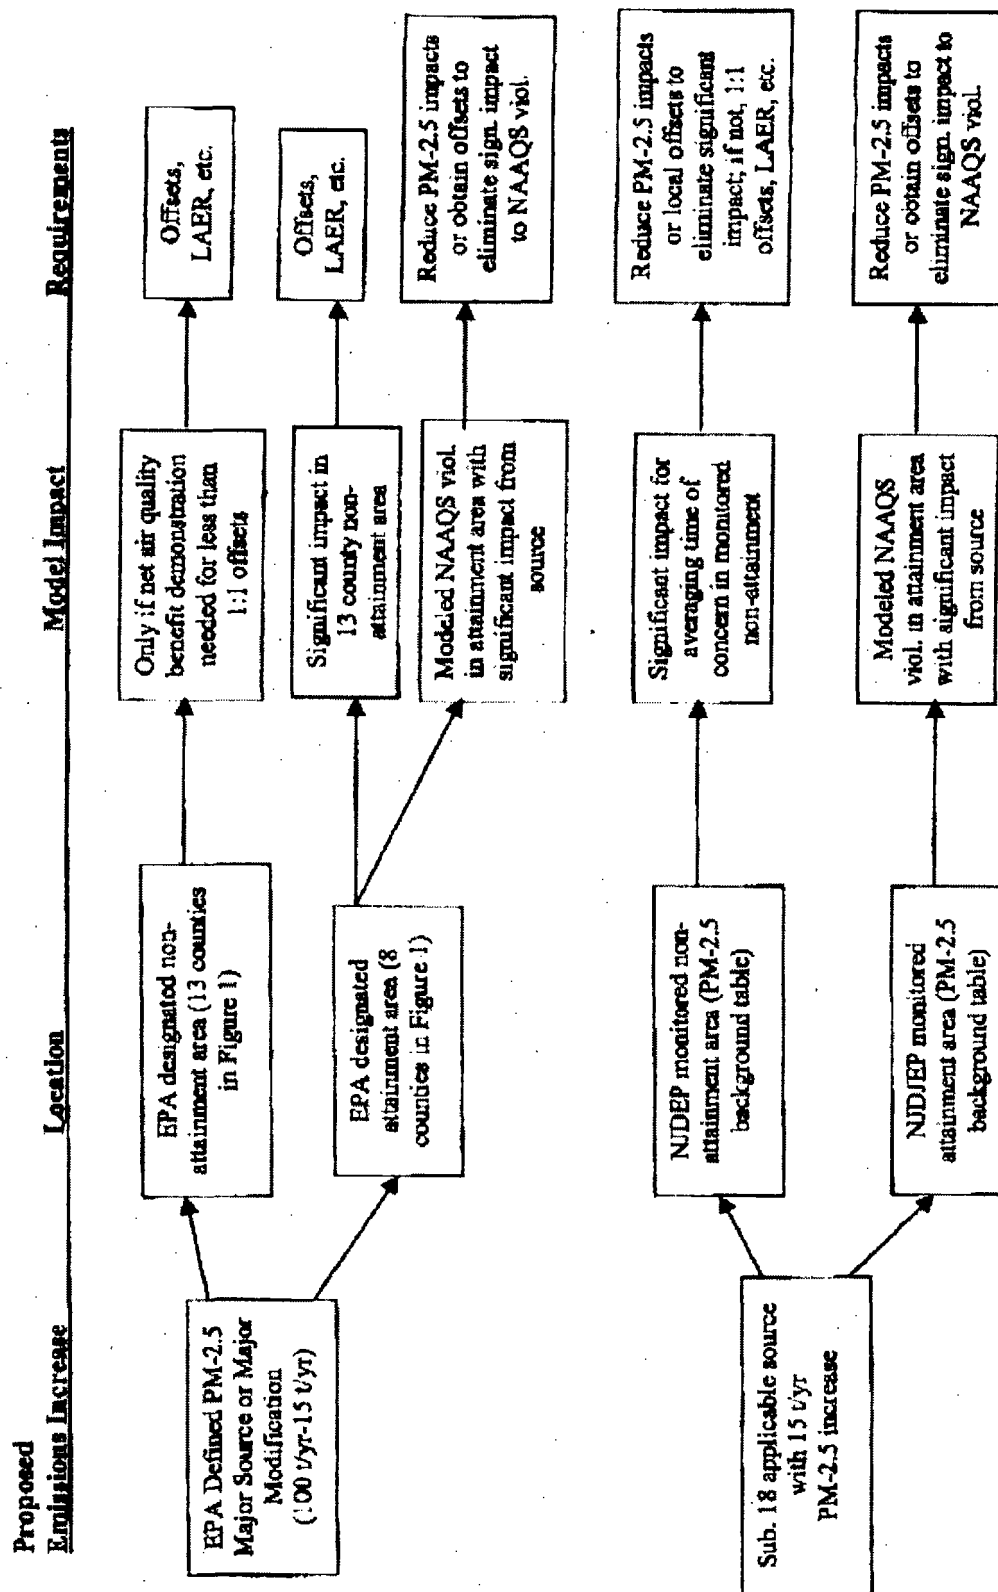 Proposed
Emissions Increase
Location
Model Impact
Requirements
EPA Defined PM-2.5
Major Source or Major
Modification
(100 t/yr-15 t/yr)
EPA designated non-
attainment area (13 counties
in Figure 1)
Only if net air quality
benefit demonstration
needed for less than
1:1 offsets
Offsets,
LAER, etc.
EPA designated
attainment area (8
counties in Figure 1)
Significant impact in
13 county non-
attainment area
Offsets,
LAER, etc.
Modeled NAAQS viol.
in attainment area with
significant impact from
source
Reduce PM-2.5 impacts
or obtain offsets to
eliminate sign. impact
to NAAQS viol.
Sub. 18 applicable source
with 15 t/yr
PM-2.5 increase
NJDEP monitored non-
attainment area (PM-2.5
background table)
Significant impact for
averaging time of
concern in monitored
non-attainment
Reduce PM-2.5 impacts
or local offsets to
eliminate significant
impact; if not, 1:1
offsets, LAER, etc.
NJDJEP monitored
attainment area (PM-2.5
background table)
Modeled NAAQS
viol. in attainment area
with significant impact
from source
Reduce PM-2.5 impacts
or obtain offsets to
eliminate sign. impact to
NAAQS viol.